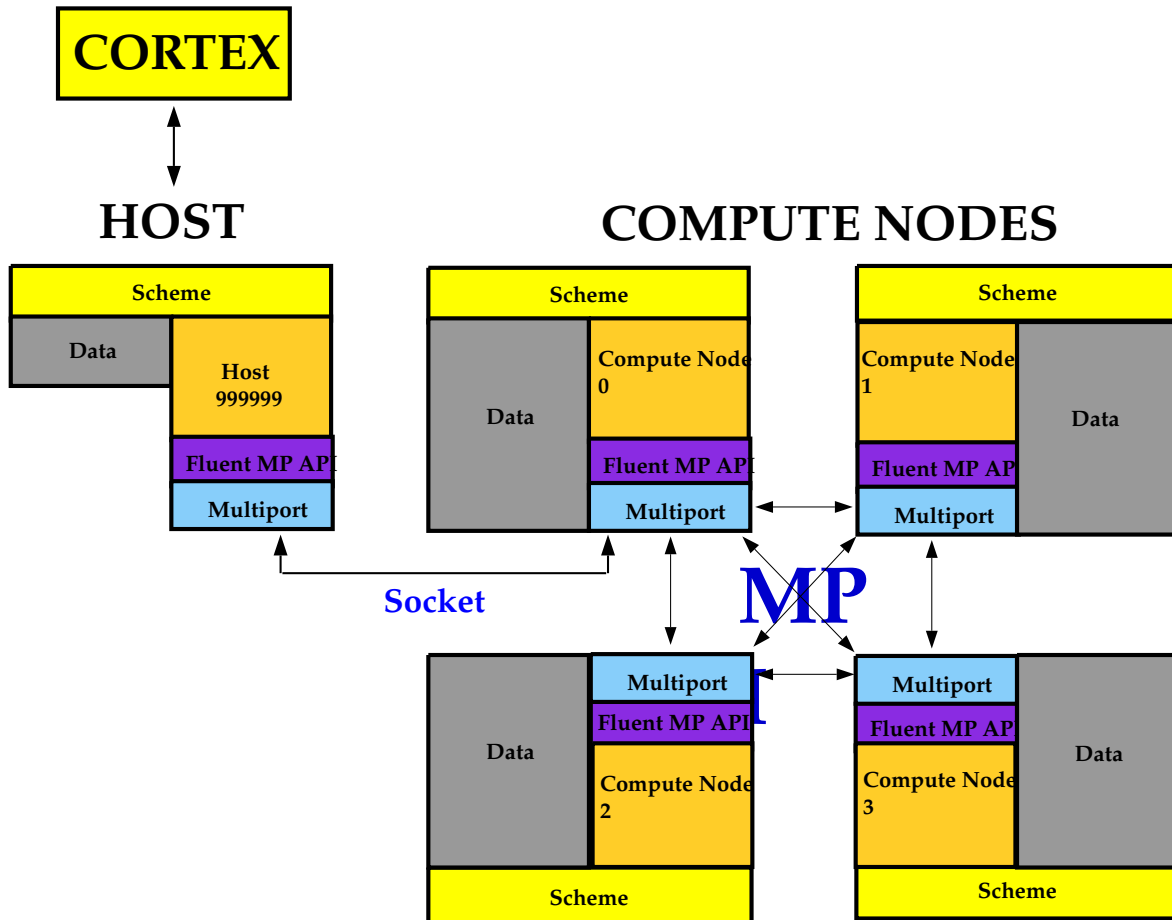 CORTEX
HOST
COMPUTE NODES
Scheme
Data
Host
999999
Fluent MP API
Multiport
Scheme
Data
Compute Node
0
Fluent MP API
Multiport
Scheme
Compute Node
1
Data
Fluent MP AP
Multiport
Socket
MP
I
Data
Multiport
Fluent MP API
Compute Node
2
Scheme
Multiport
Fluent MP AP
Compute Node
3
Data
Scheme